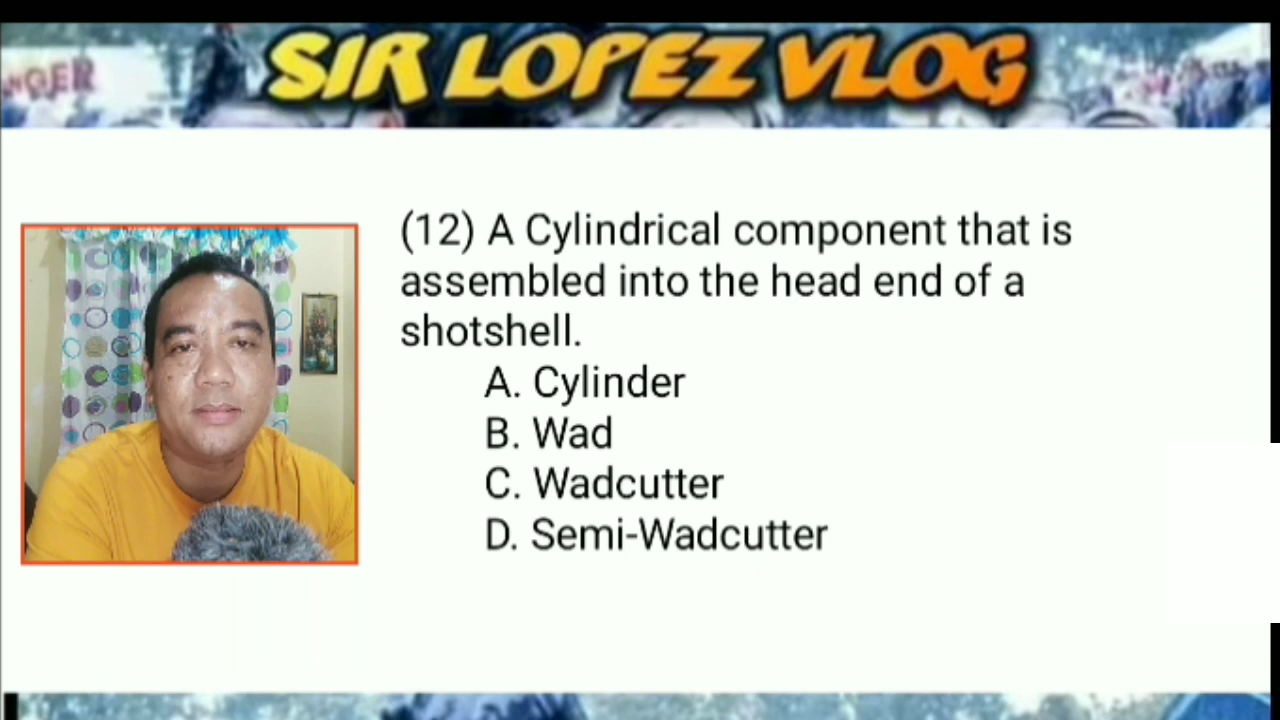 SIR LOPEZ VLOG
(12) A Cylindrical component that is
assembled into the head end of a
shotshell.
A. Cylinder
B. Wad
C. Wadcutter
D. Semi-Wadcutter